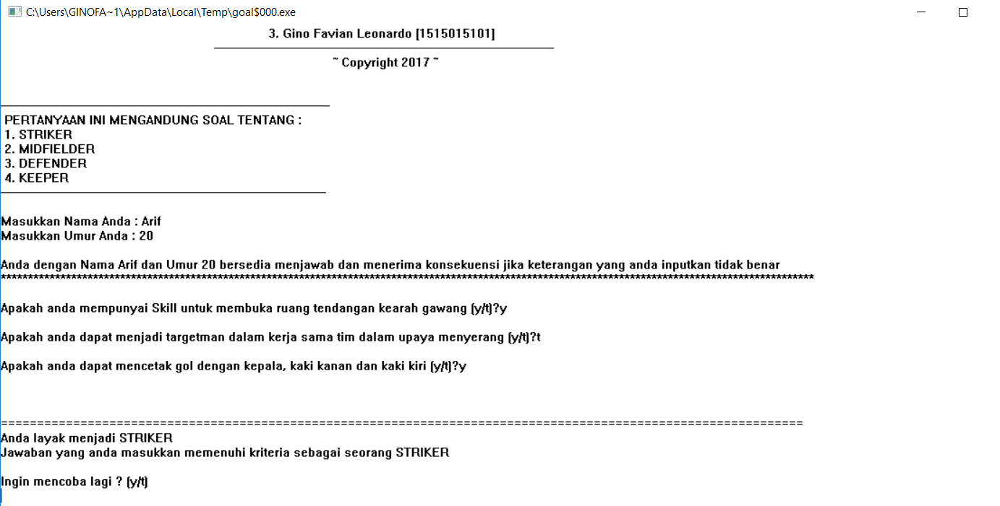 C:\Users\GINOFA~1\AppData\Local\Temp\goal$000.exe
3. Gino Favian Leonardo [1515015101]
~ Copyright 2017 ~
PERTANYAAN INI MENGANDUNG SOAL TENTANG :
1. STRIKER
2. MIDFIELDER
3. DEFENDER
4. KEEPER
Masukkan Nama Anda : Arif
Masukkan Umur Anda : 20
Anda dengan Nama Arif dan Umur 20 bersedia menjawab dan menerima konsekuensi jika keterangan yang anda inputkan tidak benar
Apakah anda mempunyai Skill untuk membuka ruang tendangan kearah gawang (y/t)?y
Apakah anda dapat menjadi targetman dalam kerja sama tim dalam upaya menyerang (y/t)?t
Apakah anda dapat mencetak gol dengan kepala, kaki kanan dan kaki kiri (y/t)?y
Anda layak menjadi STRIKER
Jawaban yang anda masukkan memenuhi kriteria sebagai seorang STRIKER
Ingin mencoba lagi ? (y/t)